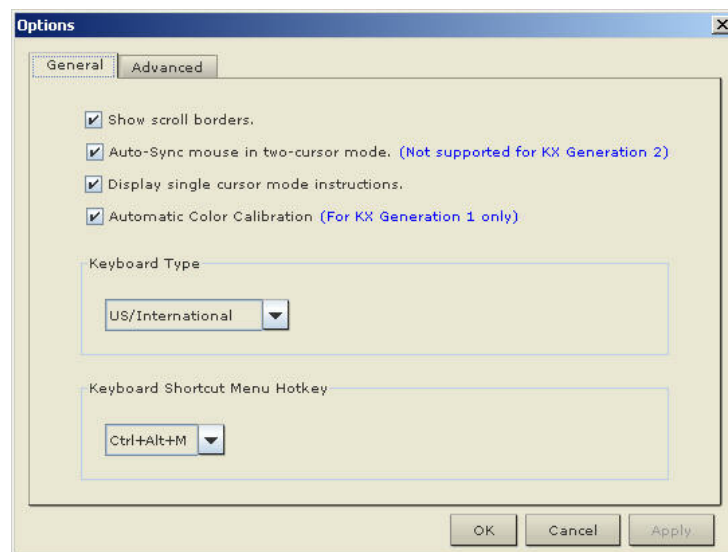 Options
General
Advanced
Show scroll borders.
Auto-Sync mouse in two-cursor mode. (Not supported for KX Generation 2)
Display single cursor mode instructions.
Automatic Color Calibration (For KX Generation 1 only)
Keyboard Type
US/International
Keyboard Shortcut Menu Hotkey
Ctrl+Alt+M
OK
Cancel
Apply